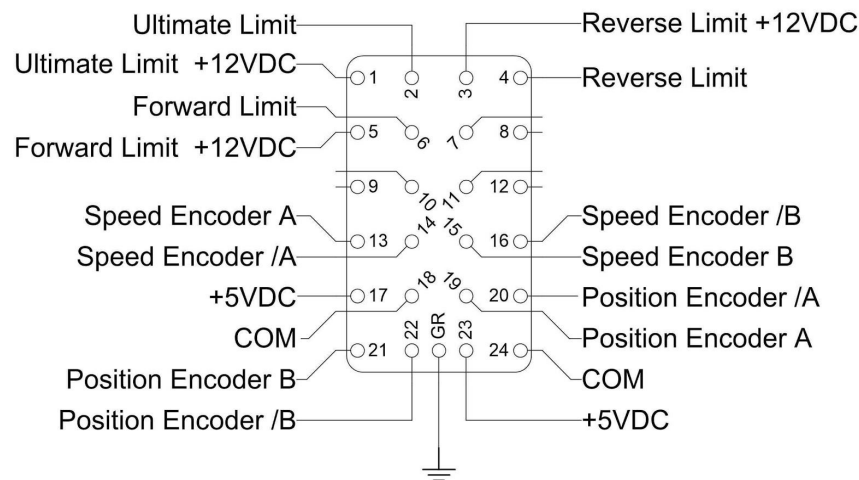 Ultimate Limit
Reverse Limit +12VDC
Ultimate Limit +12VDC
1
2
3
4
Reverse Limit
Forward Limit
Forward Limit +12VDC
5
6
7
8
9
10
11
12
Speed Encoder A
13
14
15
16
Speed Encoder /B
Speed Encoder /A
Speed Encoder B
+5VDC
17
18
19
20
Position Encoder /A
COM
Position Encoder A
21
22
GR
23
24
Position Encoder B
COM
Position Encoder /B
+5VDC